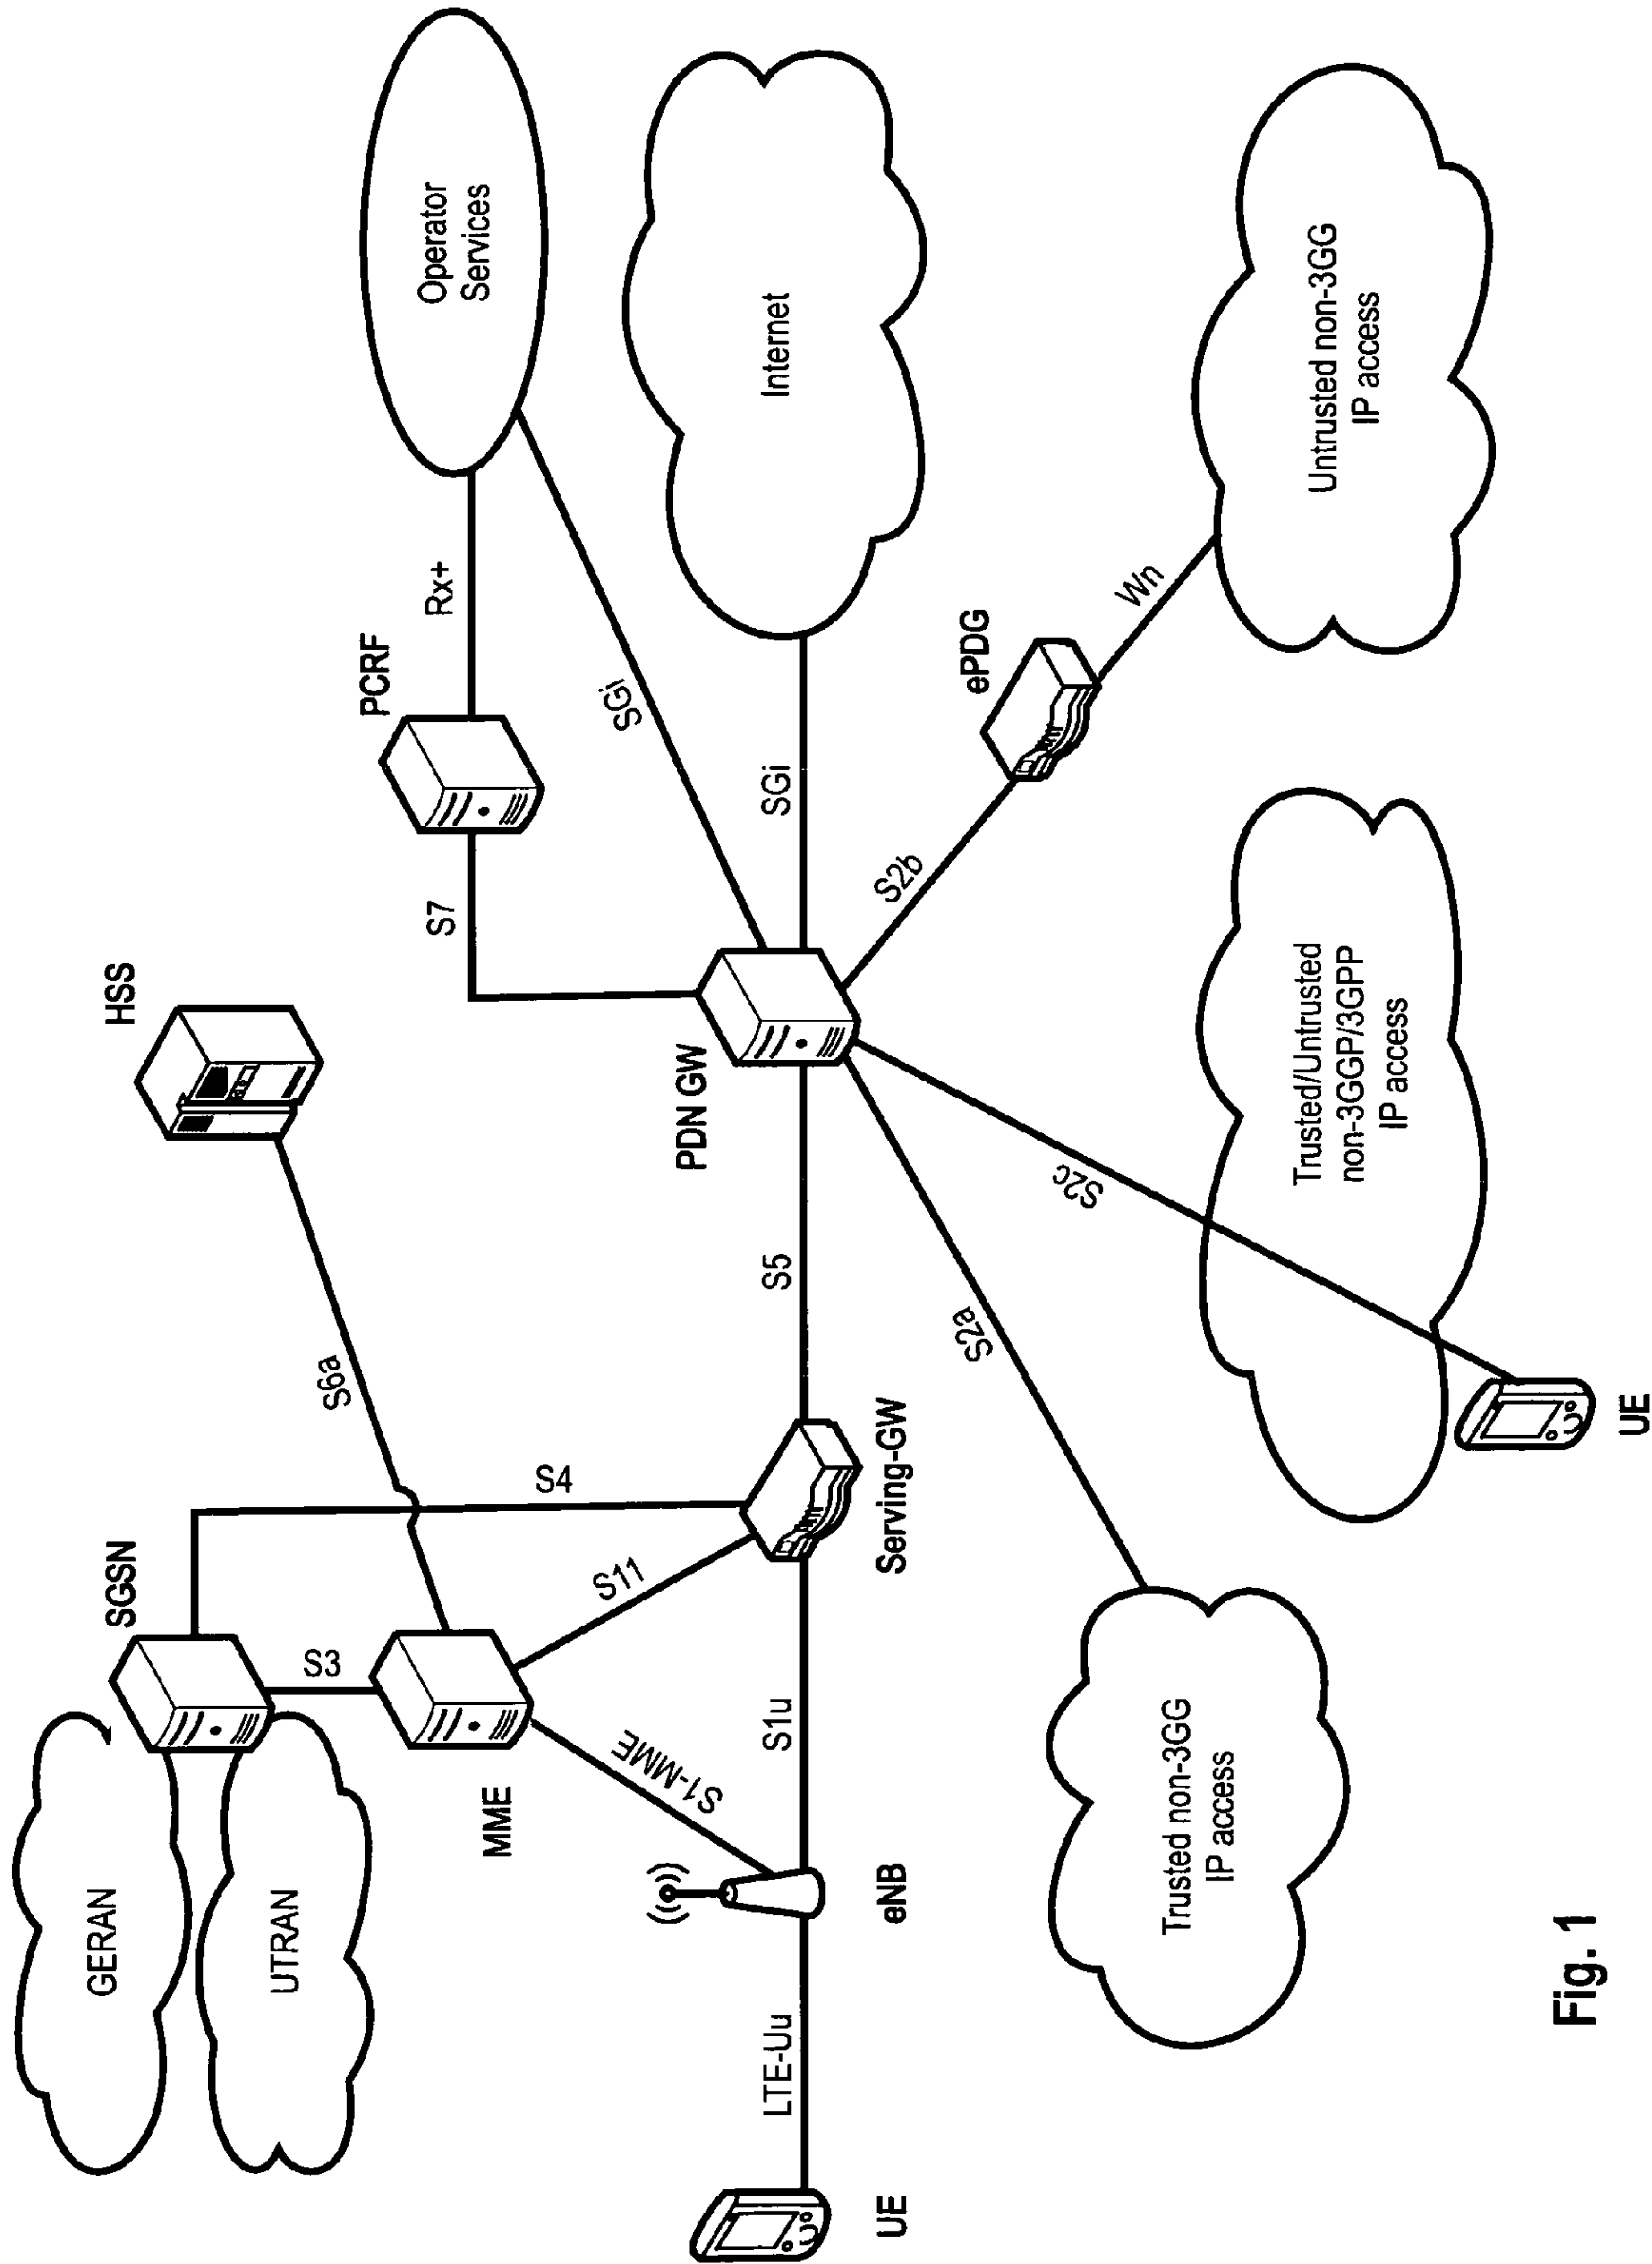 HSS
SGSN
GERAN
S3
S6a
S4
S7
PCRF
Rx+
Operator
Services
UTRAN
MME
S11
S1-MME
SGi
PDN GW
UE
LTE-Uu
eNB
S1u
Serving-GW
S5
SGi
Internet
S2a
S2c
S2b
ePDG
Wn
Trusted non-3GG
IP access
Trusted/Untrusted
non-3GGP/3GPP
IP access
Untrusted non-3GG
IP access
UE
Fig. 1